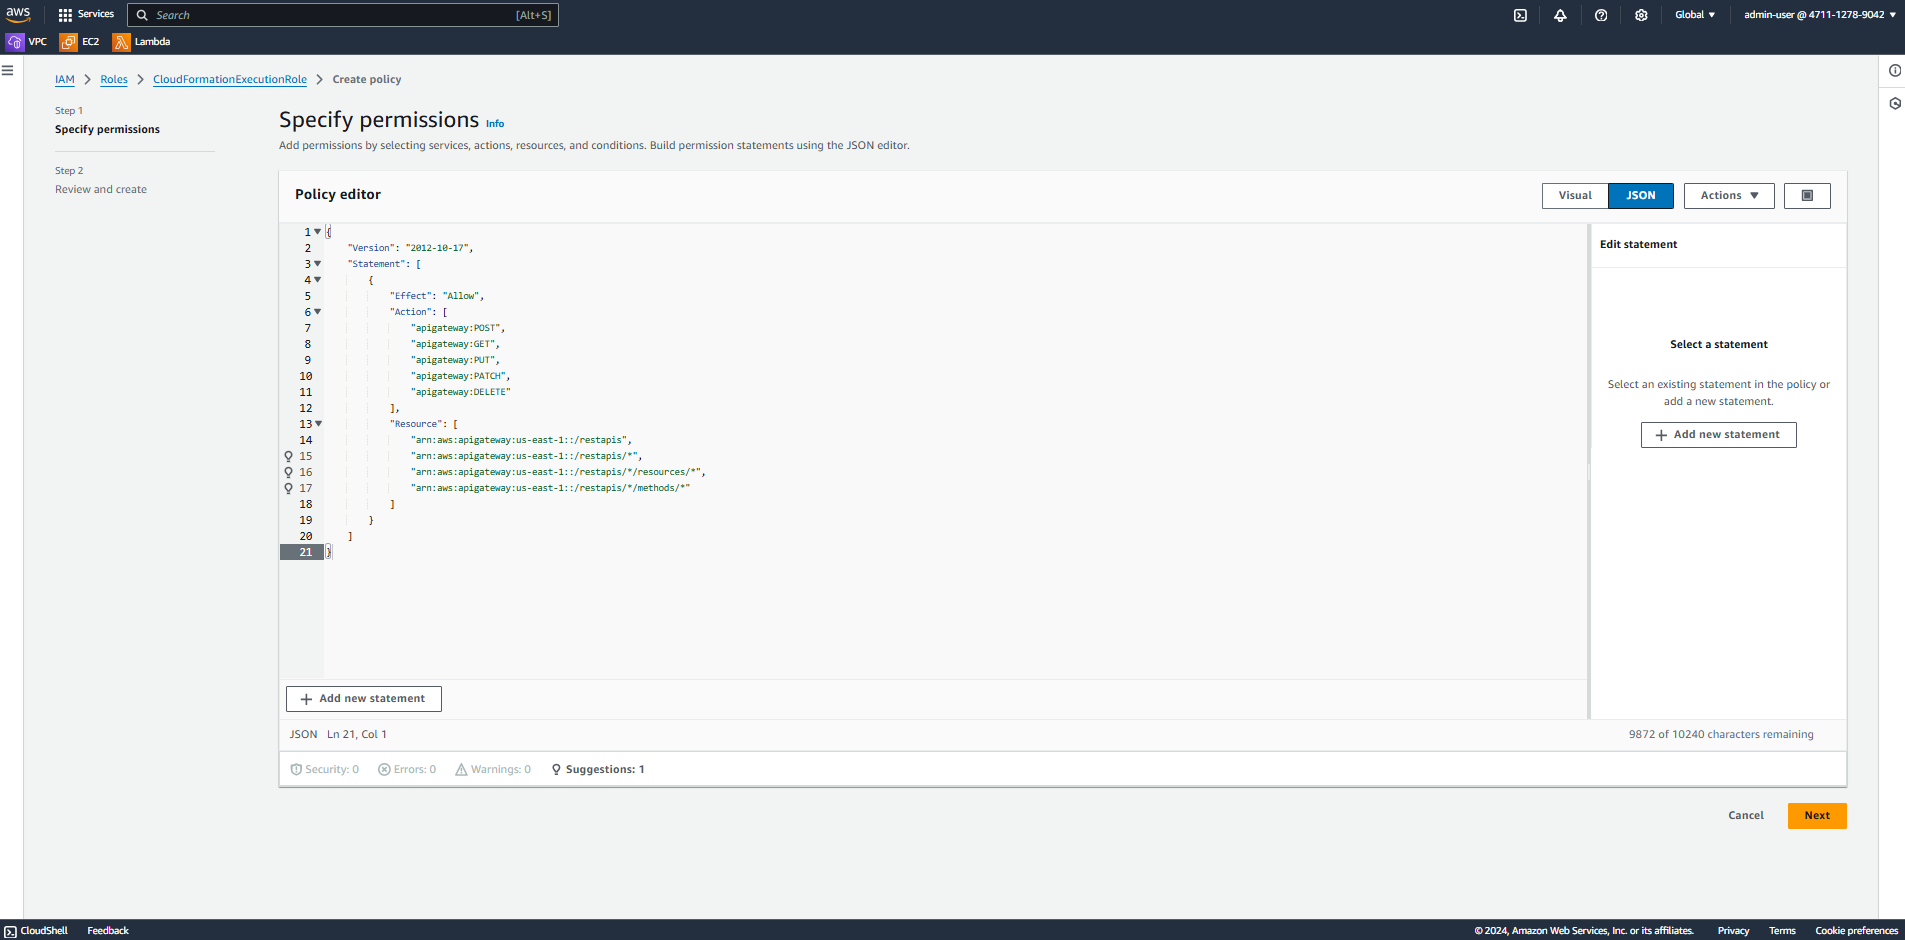 aws
Services
Search [Alt+S]
Global
admin-user @ 4711-1278-9042
VPC
EC2
Lambda
IAM > Roles > CloudFormationExecutionRole > Create policy
Step 1
Specify permissions
Step 2
Review and create
Specify permissions Info
Add permissions by selecting services, actions, resources, and conditions. Build permission statements using the JSON editor.
Policy editor
Visual
JSON
Actions
1 {
2 "Version": "2012-10-17",
3 "Statement": [
4 {
5 "Effect": "Allow",
6 "Action": [
7 "apigateway:POST",
8 "apigateway:GET",
9 "apigateway:PUT",
10 "apigateway:PATCH",
11 "apigateway:DELETE"
12 ],
13 "Resource": [
14 "arn:aws:apigateway:us-east-1::/restapis",
15 "arn:aws:apigateway:us-east-1::/restapis/*",
16 "arn:aws:apigateway:us-east-1::/restapis/*/resources/*",
17 "arn:aws:apigateway:us-east-1::/restapis/*/methods/*"
18 ]
19 }
20 ]
21 }
Edit statement
Select a statement
Select an existing statement in the policy or
add a new statement.
+ Add new statement
+ Add new statement
JSON Ln 21, Col 1
9872 of 10240 characters remaining
Security: 0
Errors: 0
Warnings: 0
Suggestions: 1
Cancel
Next
CloudShell
Feedback
© 2024, Amazon Web Services, Inc. or its affiliates.
Privacy
Terms
Cookie preferences